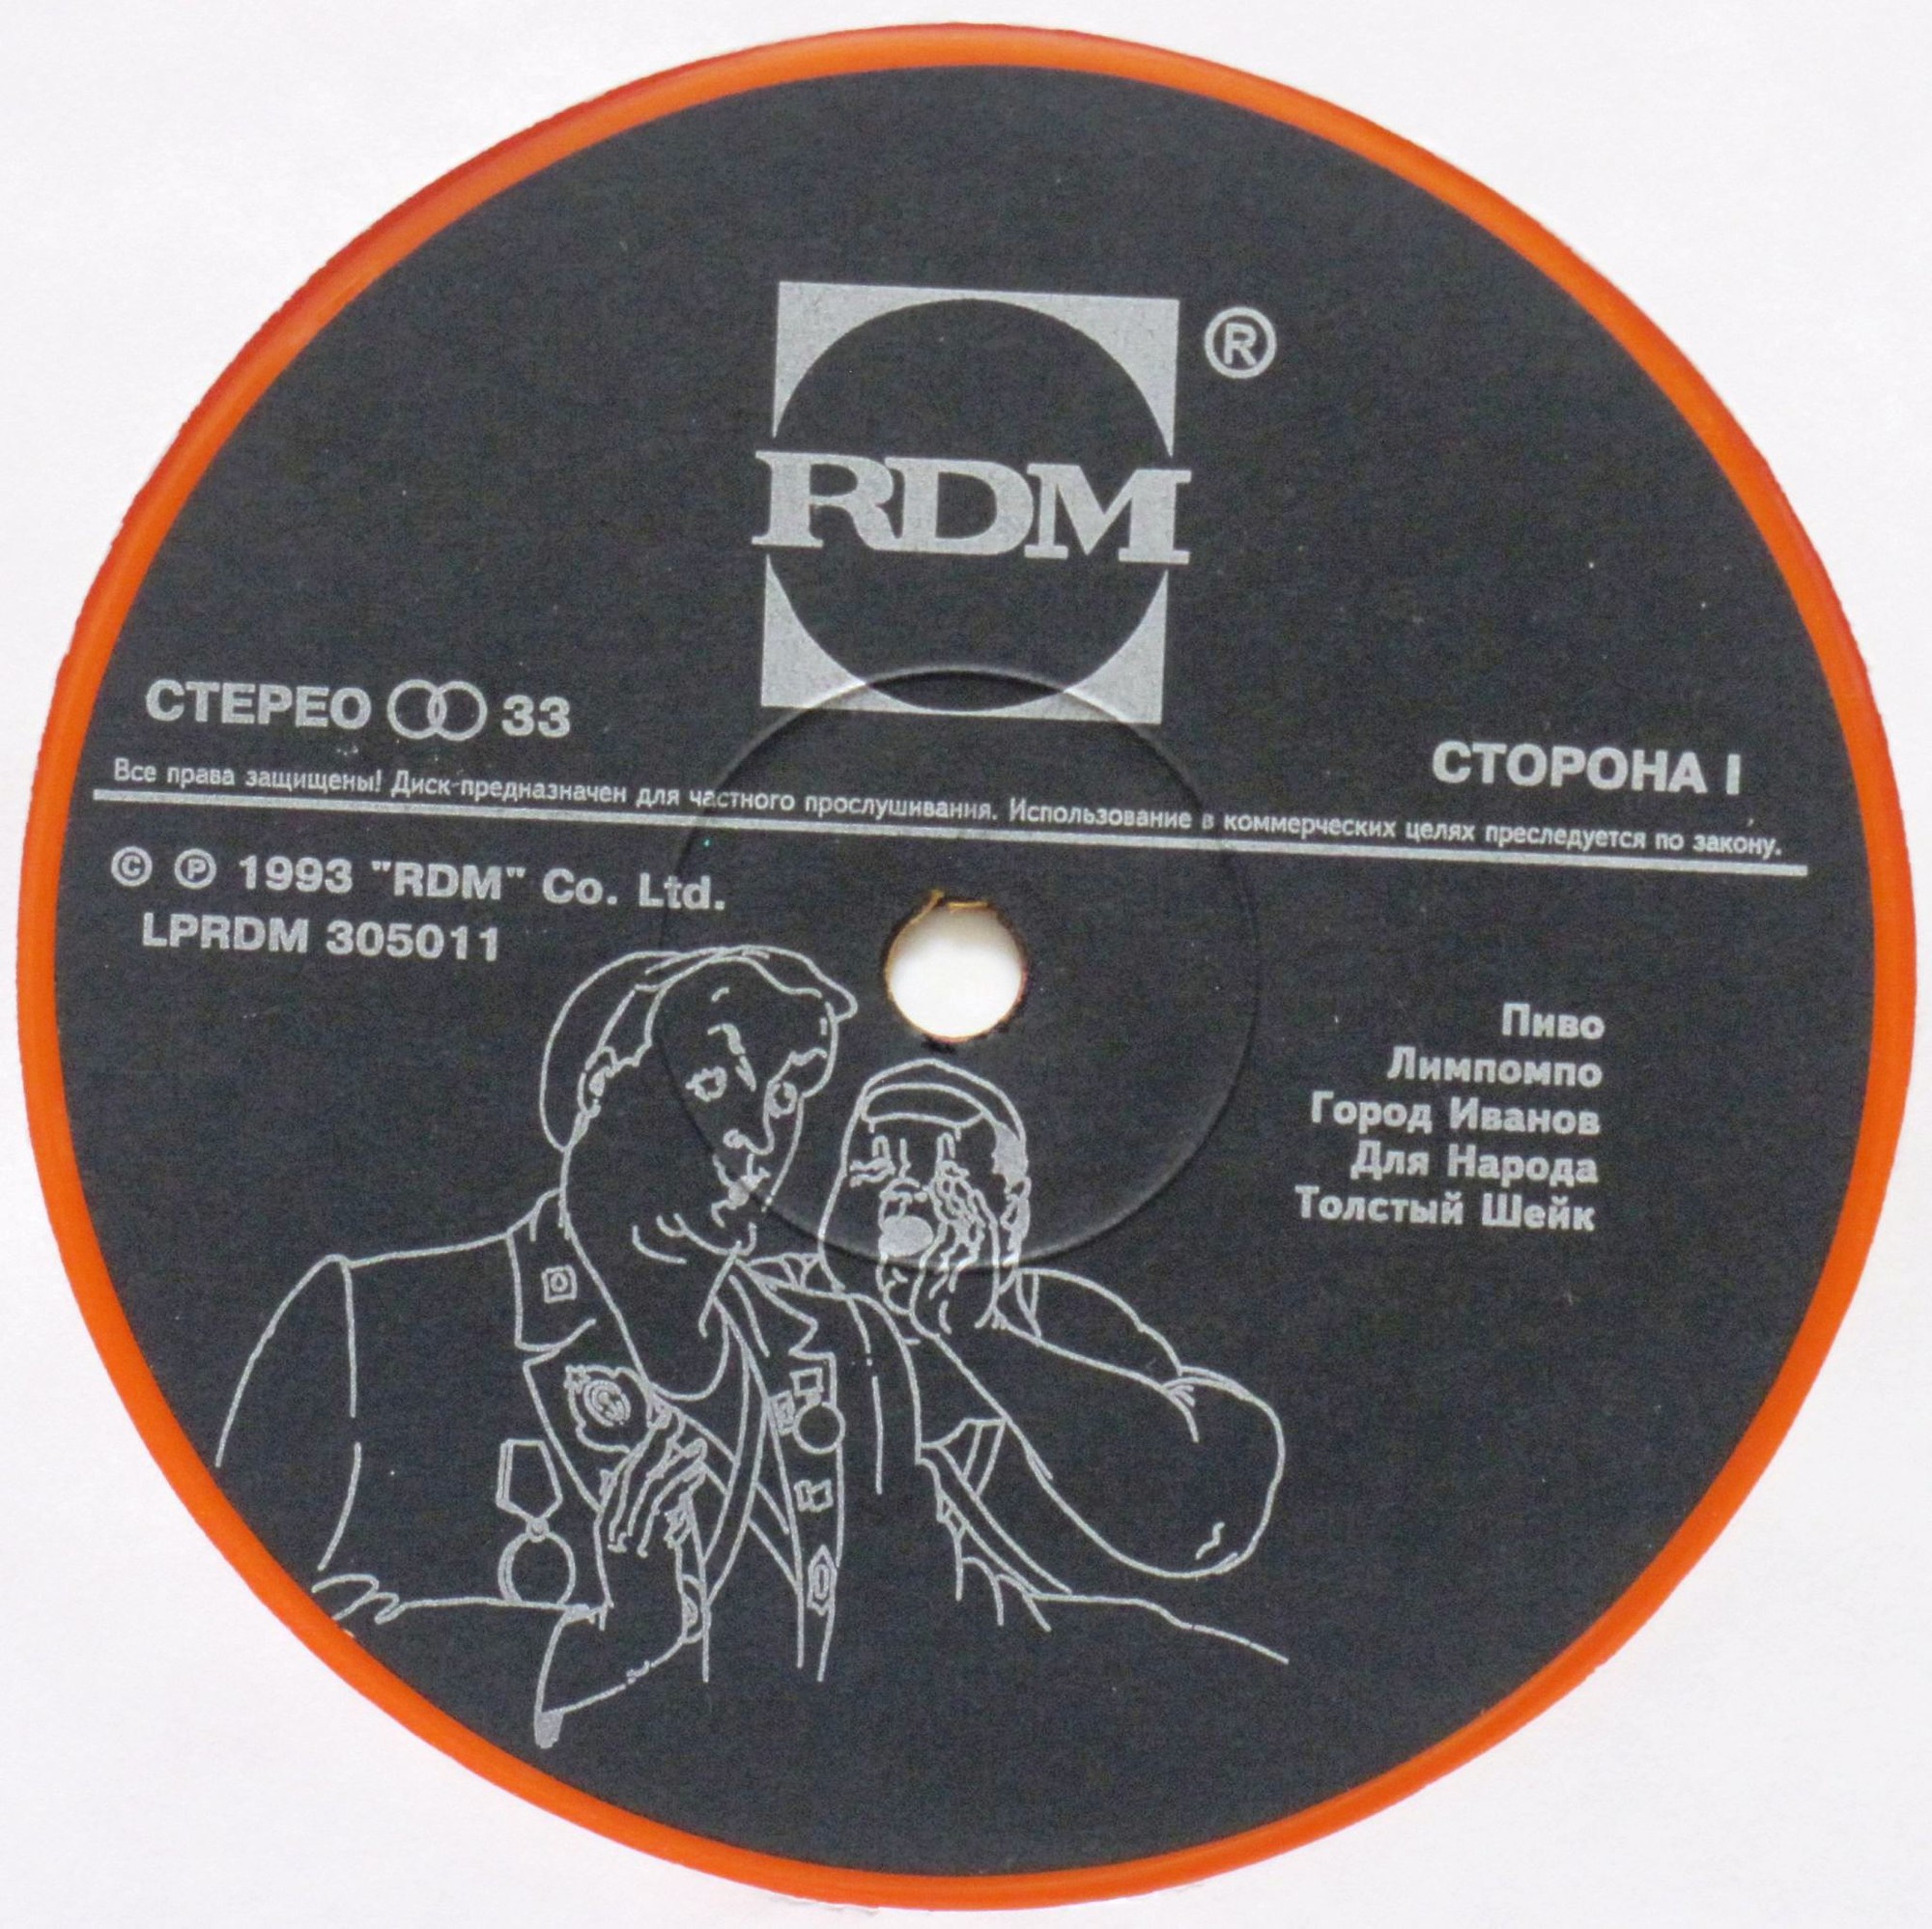 RDM ®
СТЕРЕО 33
СТОРОНА I
Все права защищены! Диск предназначен для частного прослушивания. Использование в коммерческих целях преследуется по закону.
© ℗ 1993 "RDM" Co. Ltd.
LPRDM 305011
Пиво
Лимпомпо
Город Иванов
Для Народа
Толстый Шейк